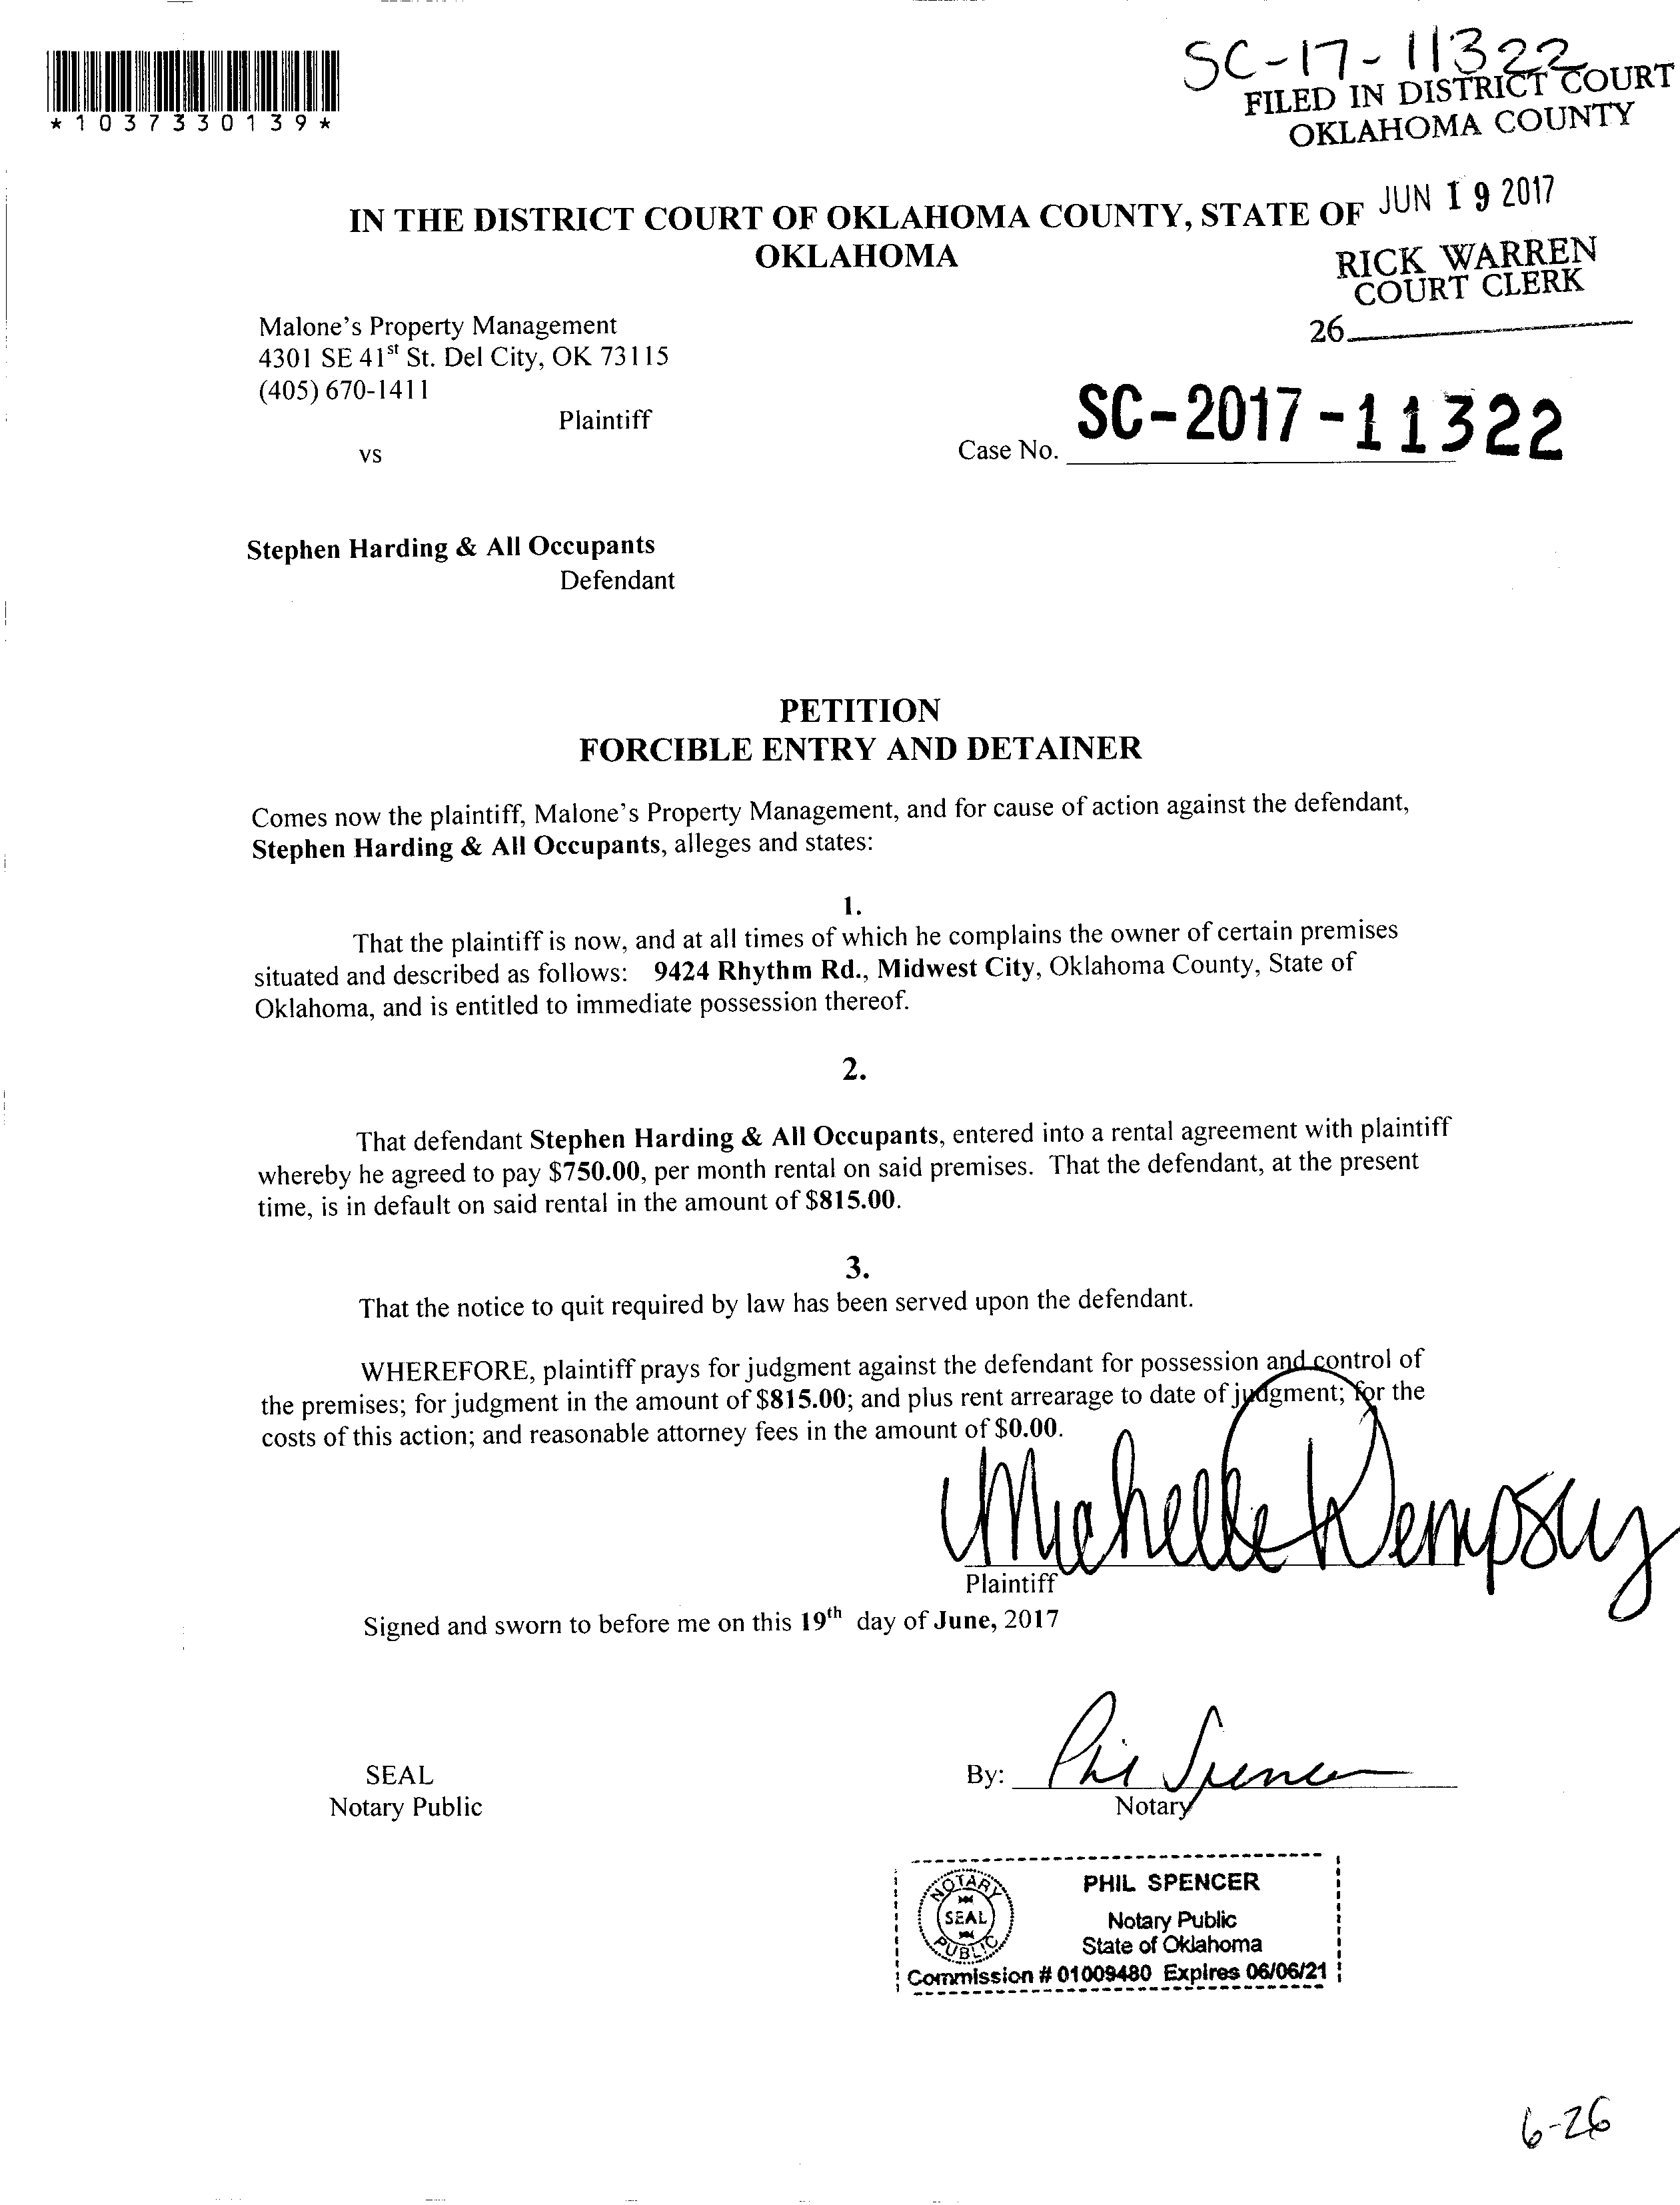 SC-17-11322
*1037330139*
FILED IN DISTRICT COURT
OKLAHOMA COUNTY
JUN 19 2017
IN THE DISTRICT COURT OF OKLAHOMA COUNTY, STATE OF
OKLAHOMA
RICK WARREN
COURT CLERK
26
Malone's Property Management
4301 SE 41st St. Del City, OK 73115
(405) 670-1411
Plaintiff
vs
Case No. SC-2017-11322
Stephen Harding & All Occupants
Defendant
PETITION
FORCIBLE ENTRY AND DETAINER
Comes now the plaintiff, Malone's Property Management, and for cause of action against the defendant,
Stephen Harding & All Occupants, alleges and states:
1.
That the plaintiff is now, and at all times of which he complains the owner of certain premises
situated and described as follows: 9424 Rhythm Rd., Midwest City, Oklahoma County, State of
Oklahoma, and is entitled to immediate possession thereof.
2.
That defendant Stephen Harding & All Occupants, entered into a rental agreement with plaintiff
whereby he agreed to pay $750.00, per month rental on said premises. That the defendant, at the present
time, is in default on said rental in the amount of $815.00.
3.
That the notice to quit required by law has been served upon the defendant.
WHEREFORE, plaintiff prays for judgment against the defendant for possession and control of
the premises; for judgment in the amount of $815.00; and plus rent arrearage to date of judgment; for the
costs of this action; and reasonable attorney fees in the amount of $0.00.
Michelle Dempsey
Plaintiff
Signed and sworn to before me on this 19th day of June, 2017
SEAL
Notary Public
By: Phil Spencer
Notary
NOTARY
SEAL
PUBLIC
PHIL SPENCER
Notary Public
State of Oklahoma
Commission # 01009480 Expires 06/06/21
6-26